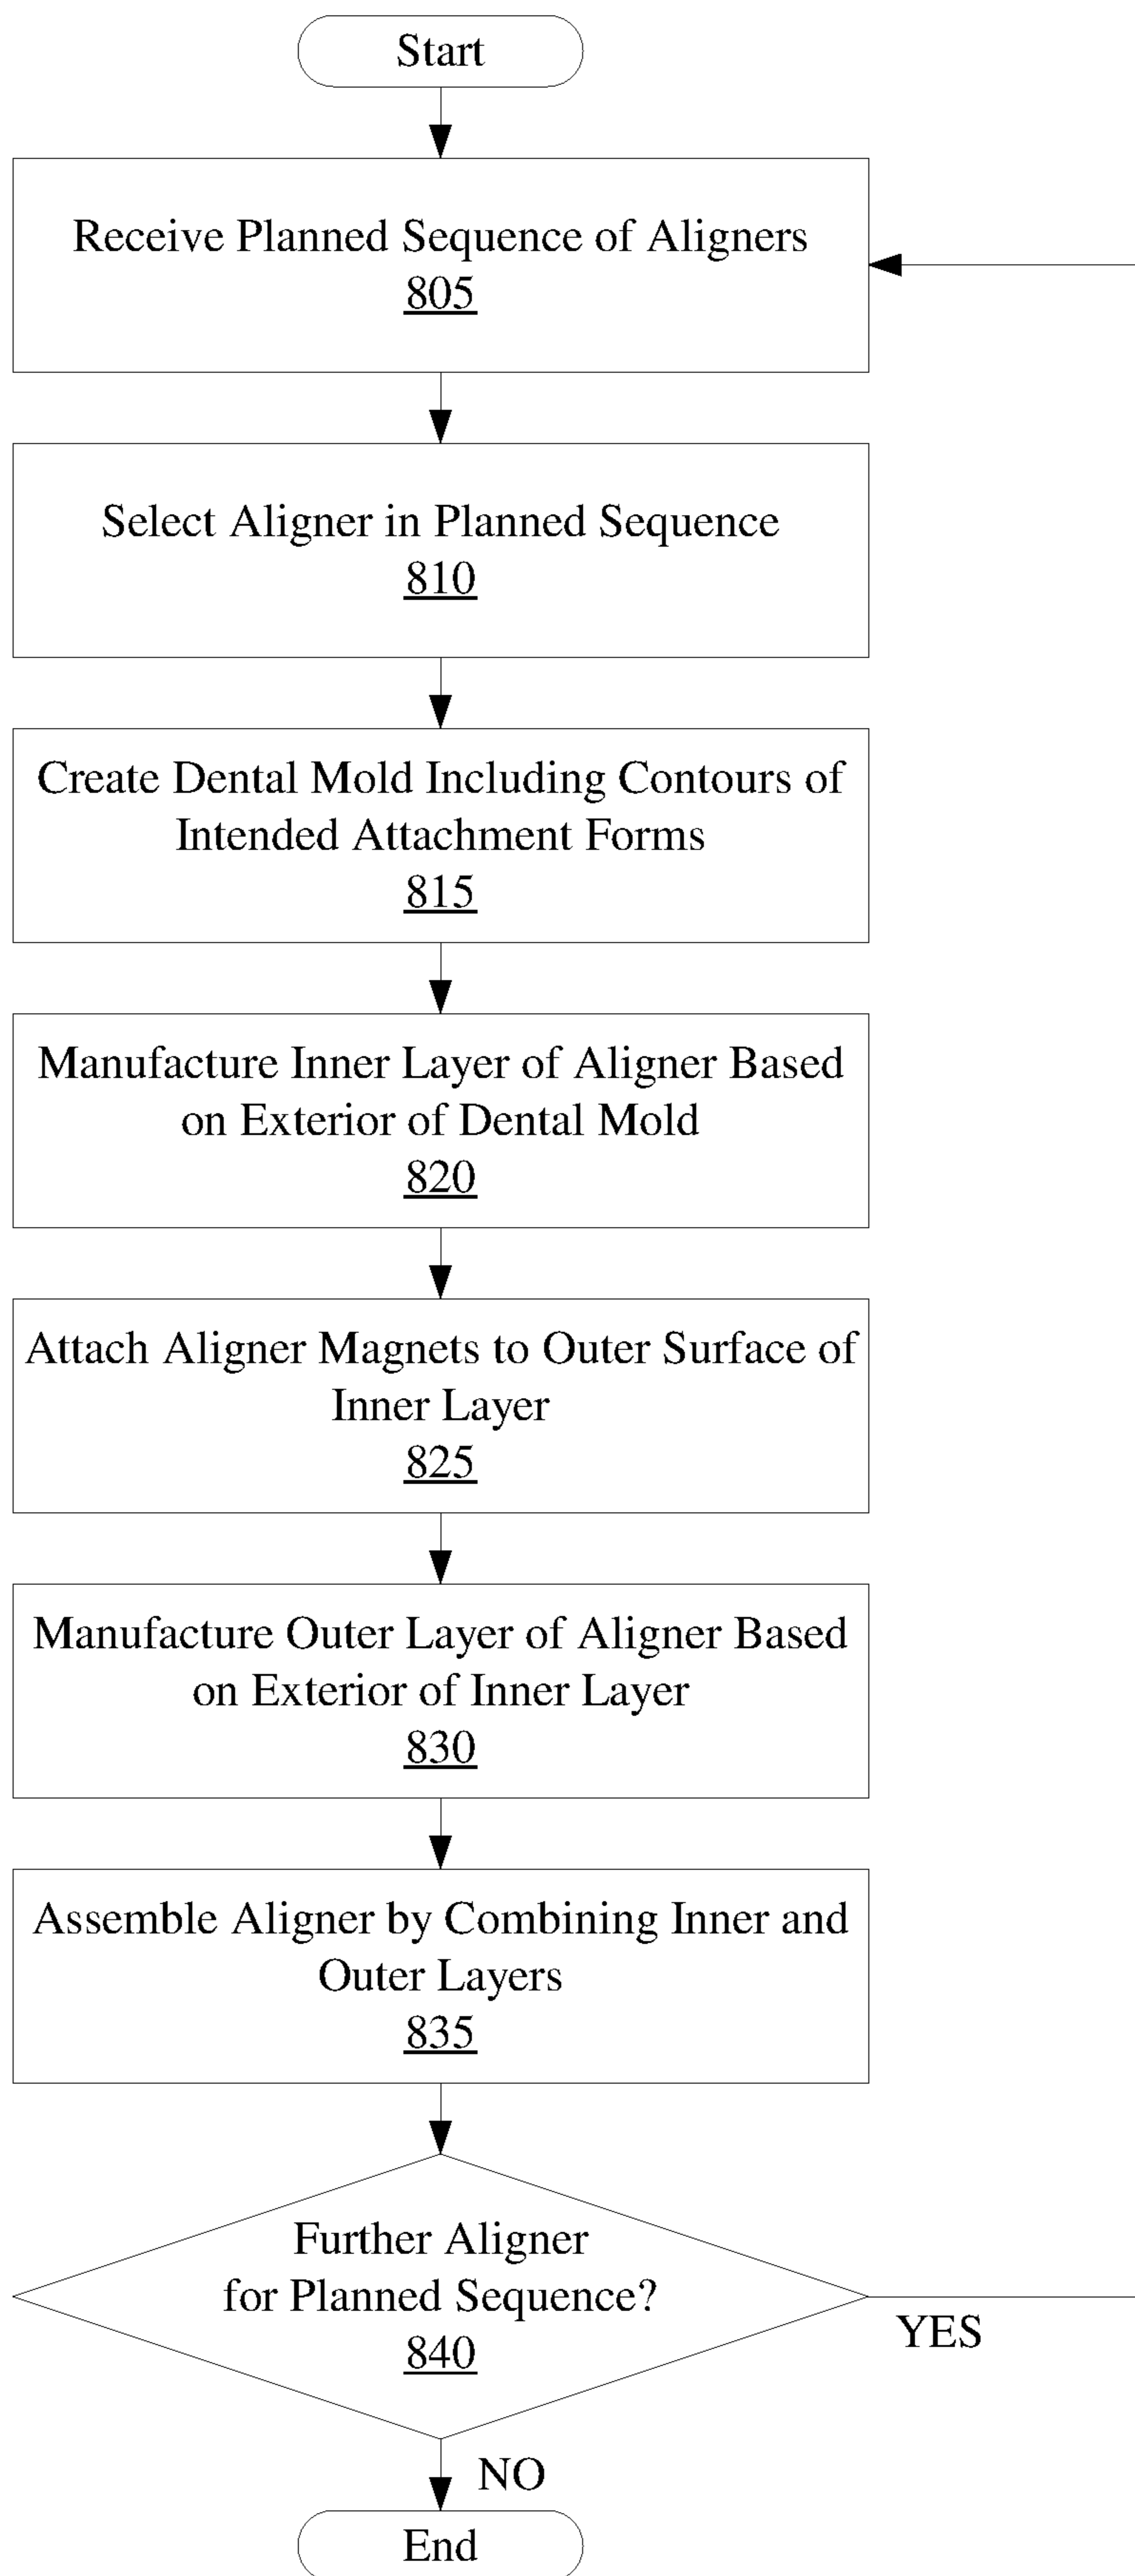 Start
Receive Planned Sequence of Aligners
805
Select Aligner in Planned Sequence
810
Create Dental Mold Including Contours of
Intended Attachment Forms
815
Manufacture Inner Layer of Aligner Based
on Exterior of Dental Mold
820
Attach Aligner Magnets to Outer Surface of
Inner Layer
825
Manufacture Outer Layer of Aligner Based
on Exterior of Inner Layer
830
Assemble Aligner by Combining Inner and
Outer Layers
835
Further Aligner
for Planned Sequence?
840
YES
NO
End